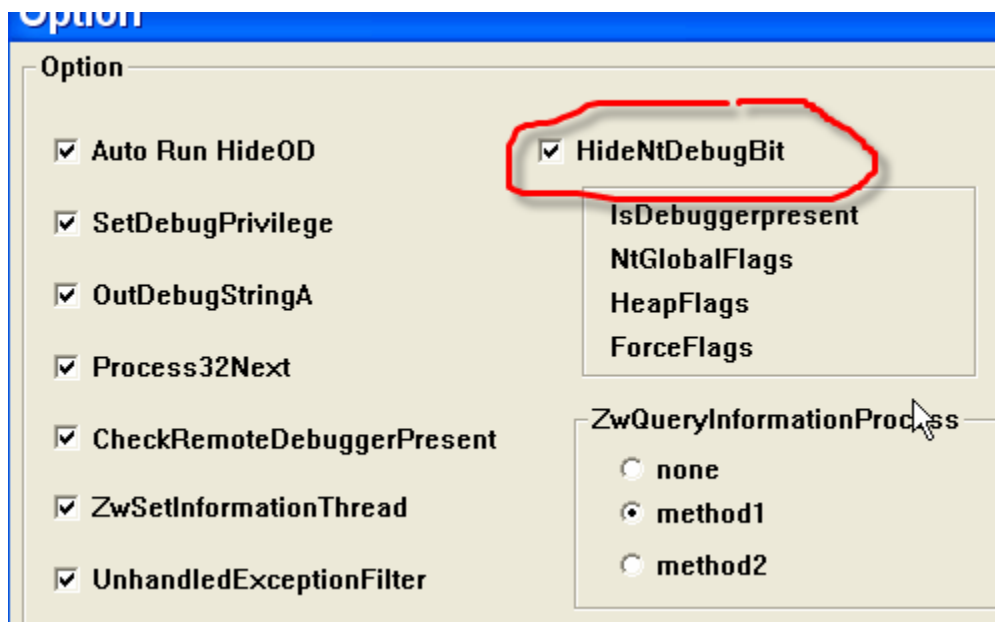 Option
Option
Auto Run HideOD
SetDebugPrivilege
OutDebugStringA
Process32Next
CheckRemoteDebuggerPresent
ZwSetInformationThread
UnhandledExceptionFilter
HideNtDebugBit
IsDebuggerpresent
NtGlobalFlags
HeapFlags
ForceFlags
ZwQueryInformationProcess
none
method1
method2